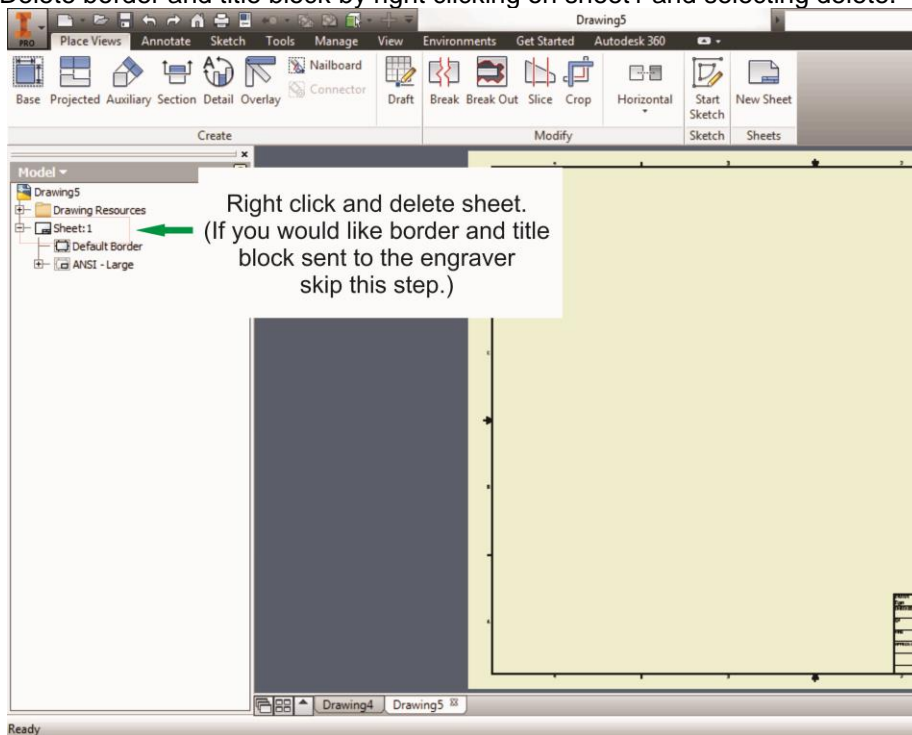 Delete border and title block by right clicking on sheet1 and selecting delete.
Drawing5
PRO
Place Views Annotate Sketch Tools Manage View Environments Get Started Autodesk 360
Nailboard
Connector
Base Projected Auxiliary Section Detail Overlay Draft Break Break Out Slice Crop Horizontal Start Sketch New Sheet
Create Modify Sketch Sheets
Model
Drawing5
Drawing Resources
Sheet:1
Default Border
ANSI - Large
Right click and delete sheet.
(If you would like border and title
block sent to the engraver
skip this step.)
Drawing4 Drawing5
Ready